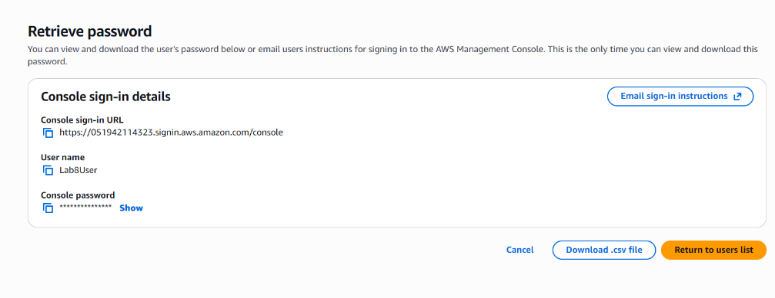 Retrieve password
You can view and download the user's password below or email users instructions for signing in to the AWS Management Console. This is the only time you can view and download this
password.
Console sign-in details
Email sign-in instructions
Console sign-in URL
https://051942114323.signin.aws.amazon.com/console
User name
Lab8User
Console password
*************** Show
Cancel
Download .csv file
Return to users list